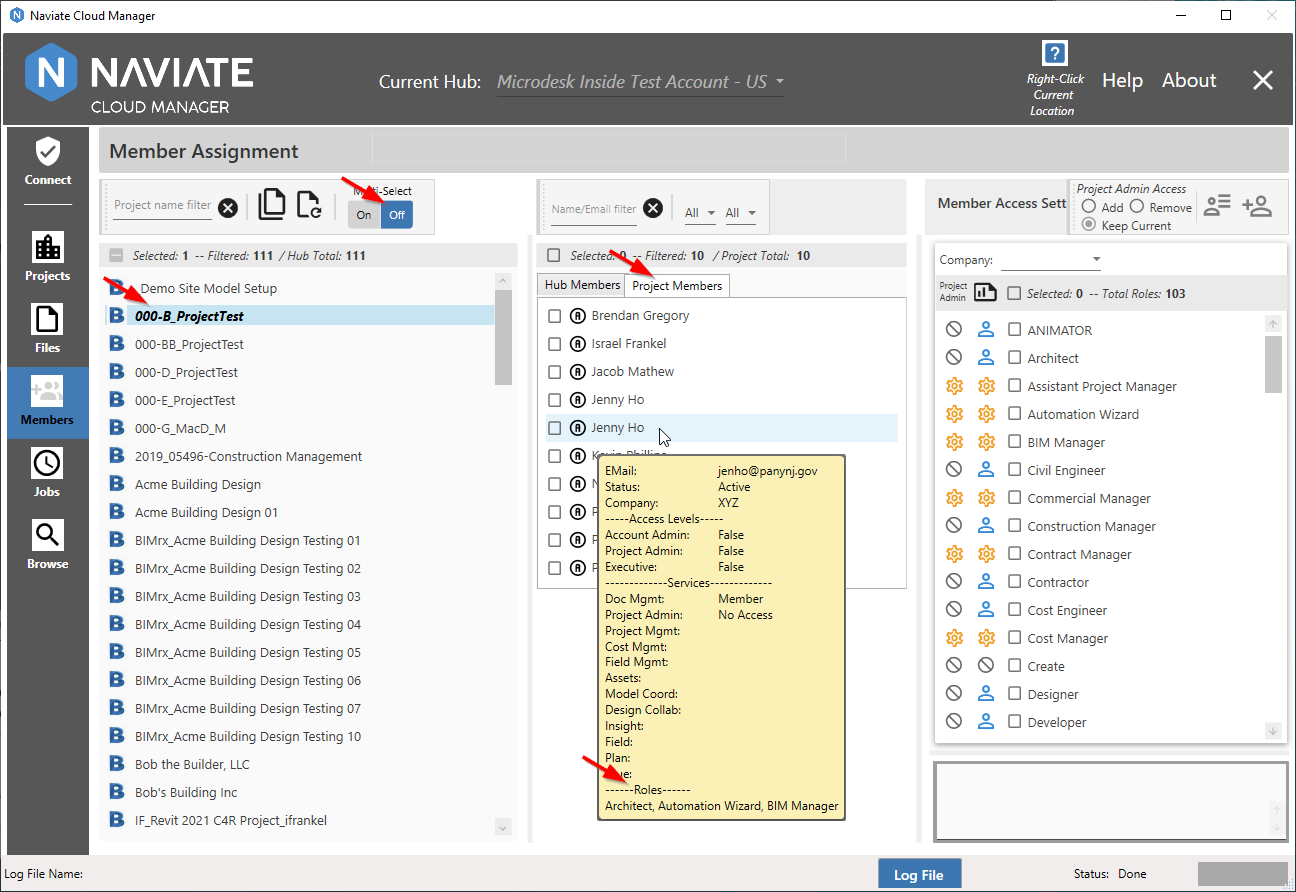 Naviate Cloud Manager
NAVIATE
CLOUD MANAGER
Current Hub: Microdesk Inside Test Account - US
Right-Click
Current
Location
Help About
Connect
Projects
Files
Members
Jobs
Browse
Member Assignment
Project name filter
Multi-Select
On Off
Selected: 1 -- Filtered: 111 / Hub Total: 111
Demo Site Model Setup
000-B_ProjectTest
000-BB_ProjectTest
000-D_ProjectTest
000-E_ProjectTest
000-G_MacD_M
2019_05496-Construction Management
Acme Building Design
Acme Building Design 01
BIMrx_Acme Building Design Testing 01
BIMrx_Acme Building Design Testing 02
BIMrx_Acme Building Design Testing 03
BIMrx_Acme Building Design Testing 04
BIMrx_Acme Building Design Testing 05
BIMrx_Acme Building Design Testing 06
BIMrx_Acme Building Design Testing 07
BIMrx_Acme Building Design Testing 10
Bob the Builder, LLC
Bob's Building Inc
IF_Revit 2021 C4R Project_ifrankel
Name/Email filter
All All
Selected: 0 -- Filtered: 10 / Project Total: 10
Hub Members Project Members
Brendan Gregory
Israel Frankel
Jacob Mathew
Jenny Ho
Jenny Ho
EMail: jenho@panynj.gov
Status: Active
Company: XYZ
-----Access Levels-----
Account Admin: False
Project Admin: False
Executive: False
-------------Services-------------
Doc Mgmt: Member
Project Admin: No Access
Project Mgmt:
Cost Mgmt:
Field Mgmt:
Assets:
Model Coord:
Design Collab:
Insight:
Field:
Plan:
------Roles------
Architect, Automation Wizard, BIM Manager
Member Access Sett
Project Admin Access
Add Remove
Keep Current
Company:
Project
Admin
Selected: 0 -- Total Roles: 103
ANIMATOR
Architect
Assistant Project Manager
Automation Wizard
BIM Manager
Civil Engineer
Commercial Manager
Construction Manager
Contract Manager
Contractor
Cost Engineer
Cost Manager
Create
Designer
Developer
Log File Name:
Log File
Status: Done